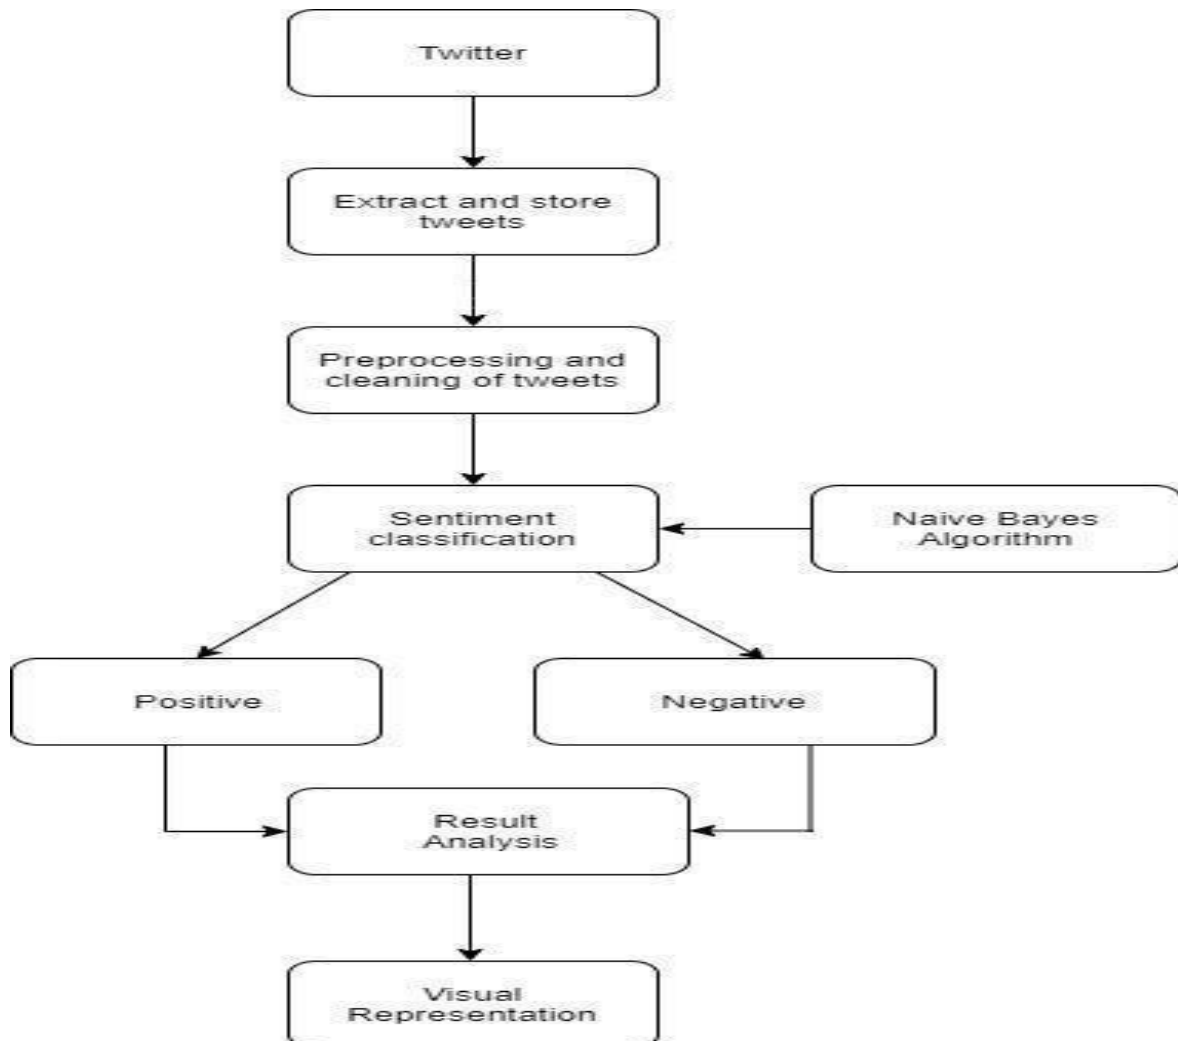 Twitter
Extract and store
tweets
Preprocessing and
cleaning of tweets
Sentiment
classification
Naive Bayes
Algorithm
Positive
Negative
Result
Analysis
Visual
Representation